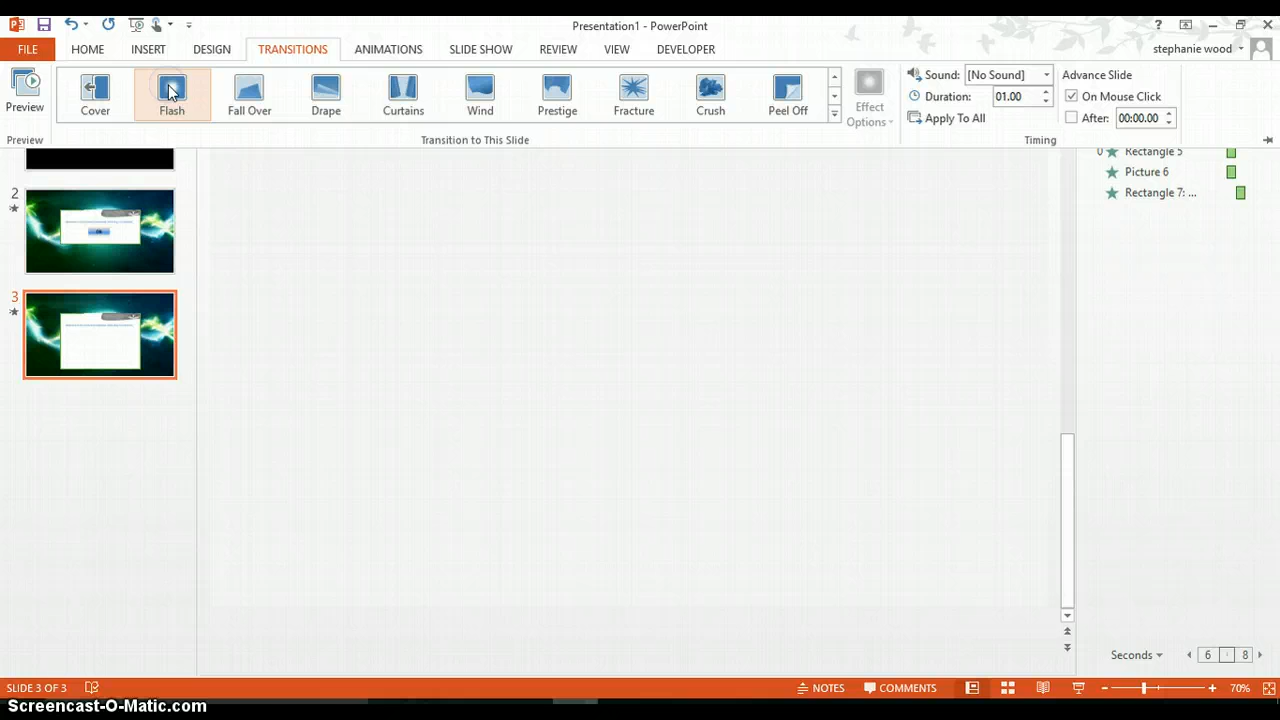 Presentation1 - PowerPoint
FILE HOME INSERT DESIGN TRANSITIONS ANIMATIONS SLIDE SHOW REVIEW VIEW DEVELOPER stephanie wood
Preview Cover Flash Fall Over Drape Curtains Wind Prestige Fracture Crush Peel Off Effect Options
Sound: [No Sound] Advance Slide
Duration: 01.00 On Mouse Click
Apply To All After: 00:00.00
Preview Transition to This Slide Timing
0 Rectangle 5
Picture 6
Rectangle 7: ...
2
3
Seconds 6 8
SLIDE 3 OF 3 NOTES COMMENTS 70%
Screencast-O-Matic.com